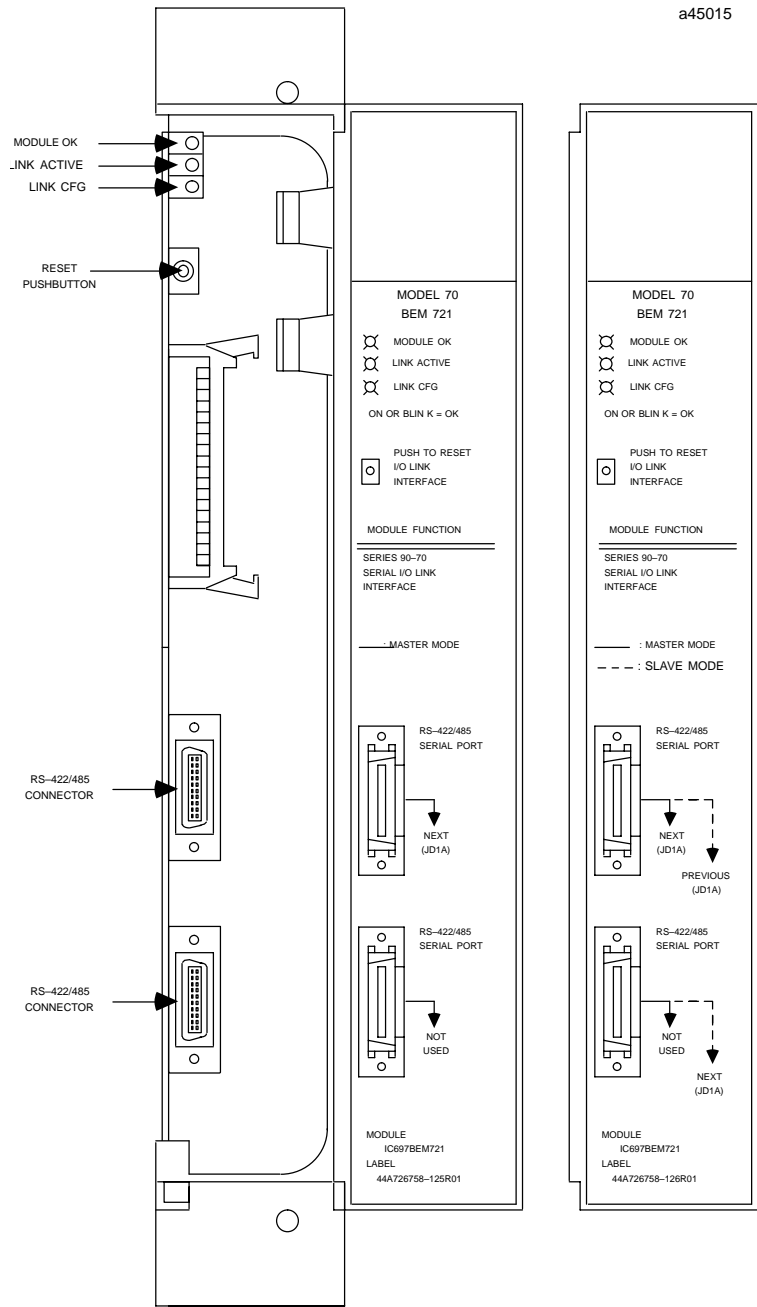 a45015
MODULE OK
LINK ACTIVE
LINK CFG
RESET
PUSHBUTTON
RS–422/485
CONNECTOR
RS–422/485
CONNECTOR
MODEL 70
BEM 721
MODULE OK
LINK ACTIVE
LINK CFG
ON OR BLIN K = OK
PUSH TO RESET
I/O LINK
INTERFACE
MODULE FUNCTION
SERIES 90–70
SERIAL I/O LINK
INTERFACE
: MASTER MODE
RS–422/485
SERIAL PORT
NEXT
(JD1A)
RS–422/485
SERIAL PORT
NOT
USED
MODULE
IC697BEM721
LABEL
44A726758–125R01
MODEL 70
BEM 721
MODULE OK
LINK ACTIVE
LINK CFG
ON OR BLIN K = OK
PUSH TO RESET
I/O LINK
INTERFACE
MODULE FUNCTION
SERIES 90–70
SERIAL I/O LINK
INTERFACE
: MASTER MODE
: SLAVE MODE
RS–422/485
SERIAL PORT
NEXT
(JD1A)
PREVIOUS
(JD1A)
RS–422/485
SERIAL PORT
NOT
USED
NEXT
(JD1A)
MODULE
IC697BEM721
LABEL
44A726758–126R01